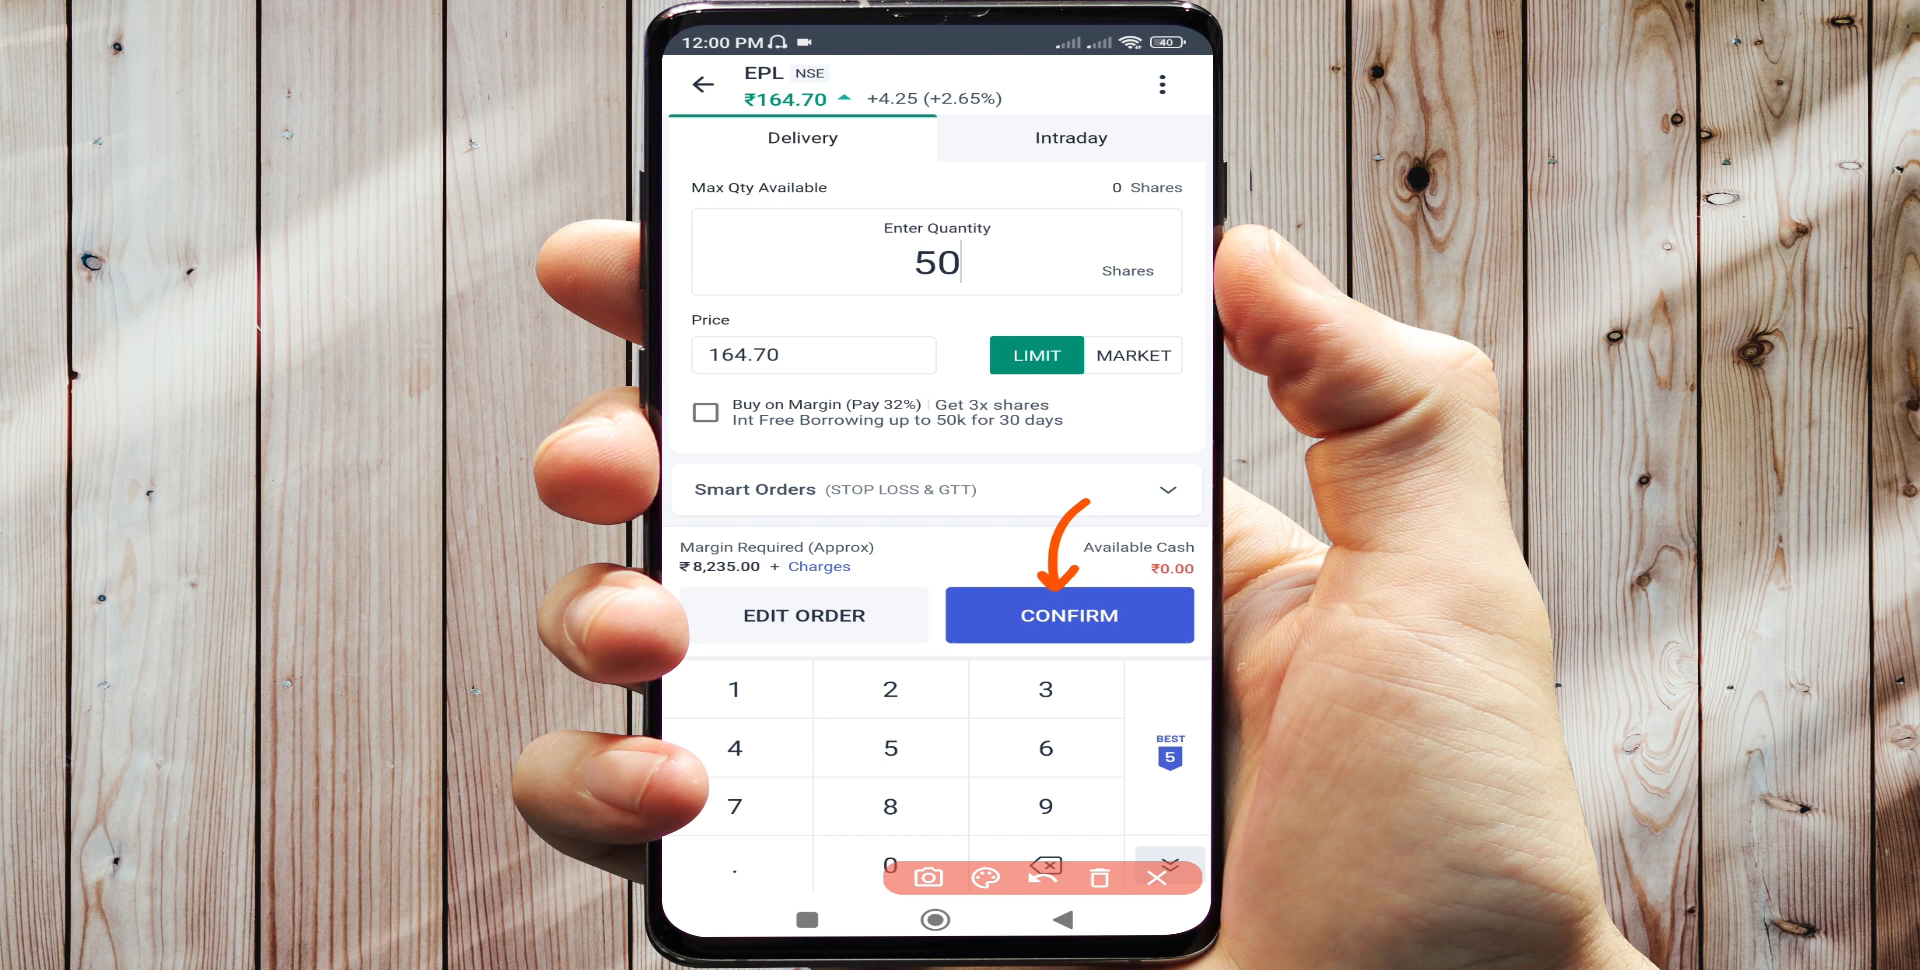 12:00 PM
40
EPL NSE
₹164.70 +4.25 (+2.65%)
Delivery Intraday
Max Qty Available 0 Shares
Enter Quantity
50
Shares
Price
164.70 LIMIT MARKET
Buy on Margin (Pay 32%) | Get 3x shares
Int Free Borrowing up to 50k for 30 days
Smart Orders (STOP LOSS & GTT)
Margin Required (Approx) Available Cash
₹8,235.00 + Charges ₹0.00
EDIT ORDER CONFIRM
1 2 3
4 5 6
BEST
5
7 8 9
. 0